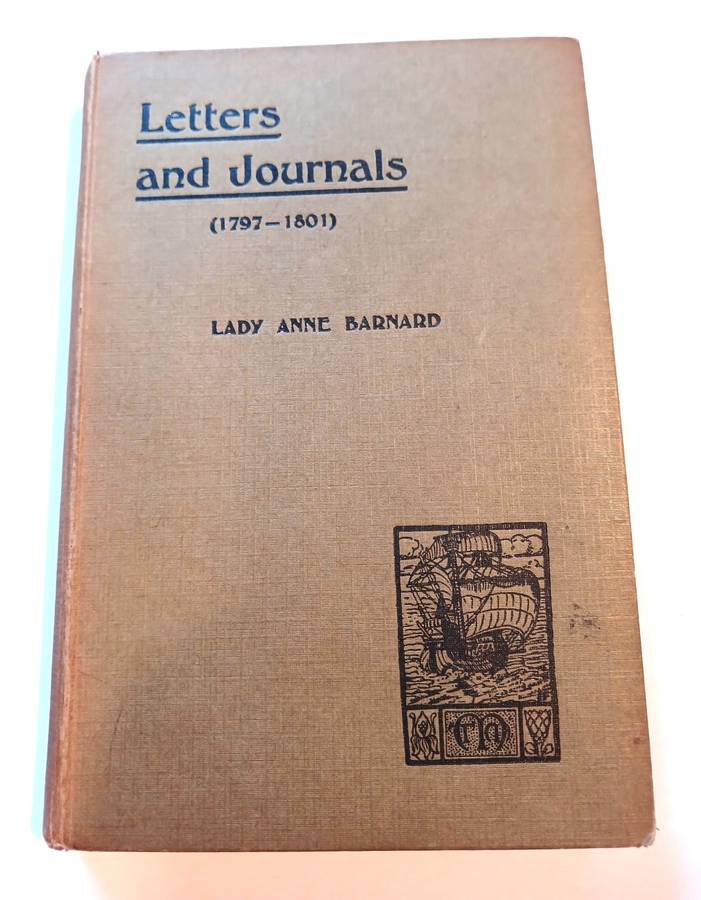 Letters
and Journals
(1797–1801)
LADY ANNE BARNARD